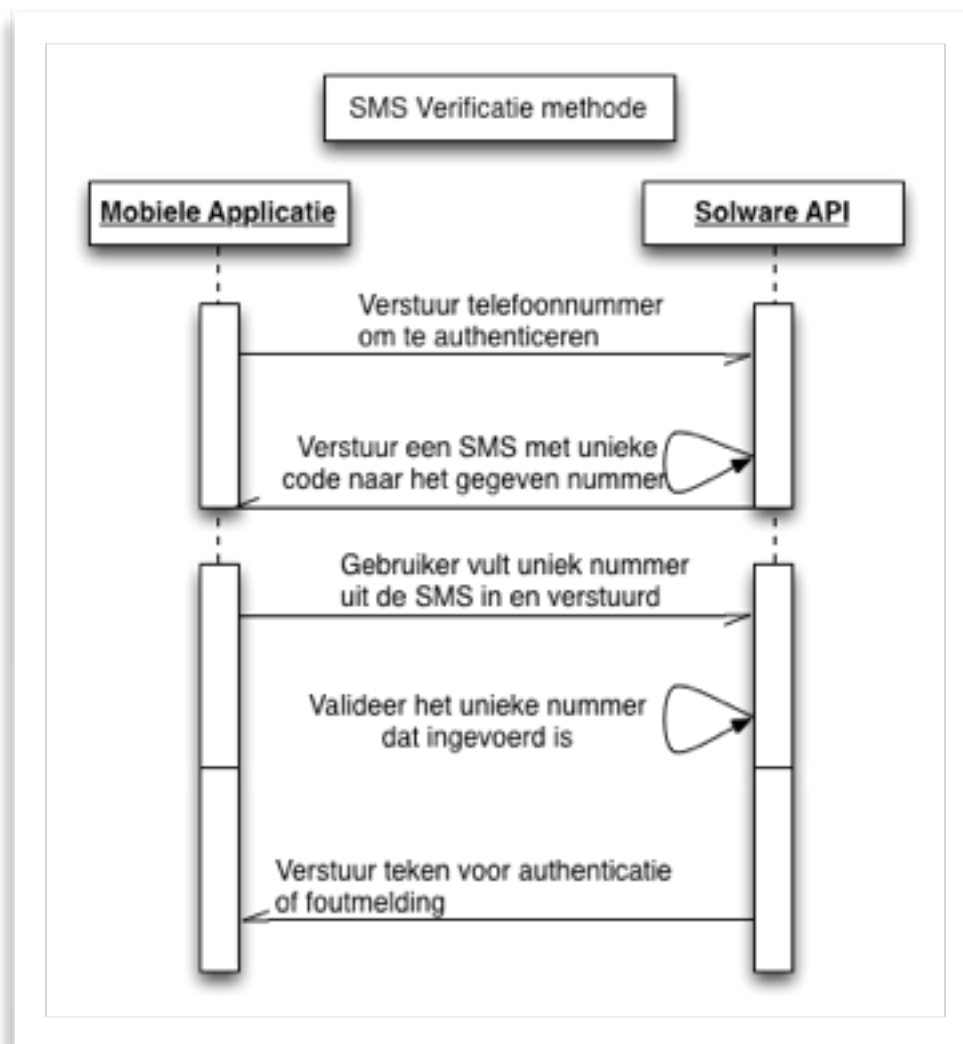 SMS Verificatie methode
Mobiele Applicatie
Solware API
Verstuur telefoonnummer
om te authenticeren
Verstuur een SMS met unieke
code naar het gegeven nummer
Gebruiker vult uniek nummer
uit de SMS in en verstuurd
Valideer het unieke nummer
dat ingevoerd is
Verstuur teken voor authenticatie
of foutmelding